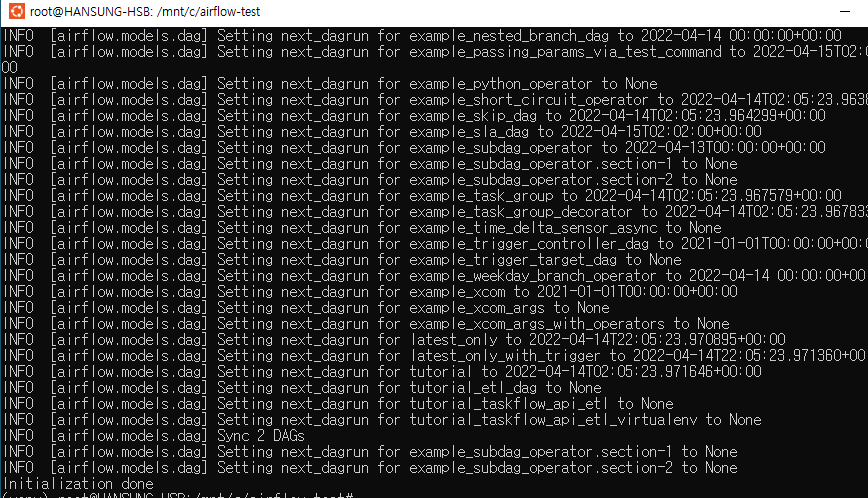 root@HANSUNG-HSB: /mnt/c/airflow-test
INFO [airflow.models.dag] Setting next_dagrun for example_nested_branch_dag to 2022-04-14 00:00:00+00:00
INFO [airflow.models.dag] Setting next_dagrun for example_passing_params_via_test_command to 2022-04-15T02:
00
INFO [airflow.models.dag] Setting next_dagrun for example_python_operator to None
INFO [airflow.models.dag] Setting next_dagrun for example_short_circuit_operator to 2022-04-14T02:05:23.963
INFO [airflow.models.dag] Setting next_dagrun for example_skip_dag to 2022-04-14T02:05:23.964299+00:00
INFO [airflow.models.dag] Setting next_dagrun for example_sla_dag to 2022-04-15T02:02:00+00:00
INFO [airflow.models.dag] Setting next_dagrun for example_subdag_operator to 2022-04-13T00:00:00+00:00
INFO [airflow.models.dag] Setting next_dagrun for example_subdag_operator.section-1 to None
INFO [airflow.models.dag] Setting next_dagrun for example_subdag_operator.section-2 to None
INFO [airflow.models.dag] Setting next_dagrun for example_task_group to 2022-04-14T02:05:23.967579+00:00
INFO [airflow.models.dag] Setting next_dagrun for example_task_group_decorator to 2022-04-14T02:05:23.96783
INFO [airflow.models.dag] Setting next_dagrun for example_time_delta_sensor_async to None
INFO [airflow.models.dag] Setting next_dagrun for example_trigger_controller_dag to 2021-01-01T00:00:00+00:
INFO [airflow.models.dag] Setting next_dagrun for example_trigger_target_dag to None
INFO [airflow.models.dag] Setting next_dagrun for example_weekday_branch_operator to 2022-04-14 00:00:00+00
INFO [airflow.models.dag] Setting next_dagrun for example_xcom to 2021-01-01T00:00:00+00:00
INFO [airflow.models.dag] Setting next_dagrun for example_xcom_args to None
INFO [airflow.models.dag] Setting next_dagrun for example_xcom_args_with_operators to None
INFO [airflow.models.dag] Setting next_dagrun for latest_only to 2022-04-14T22:05:23.970895+00:00
INFO [airflow.models.dag] Setting next_dagrun for latest_only_with_trigger to 2022-04-14T22:05:23.971360+00:
INFO [airflow.models.dag] Setting next_dagrun for tutorial to 2022-04-14T02:05:23.971646+00:00
INFO [airflow.models.dag] Setting next_dagrun for tutorial_etl_dag to None
INFO [airflow.models.dag] Setting next_dagrun for tutorial_taskflow_api_etl to None
INFO [airflow.models.dag] Setting next_dagrun for tutorial_taskflow_api_etl_virtualenv to None
INFO [airflow.models.dag] Sync 2 DAGs
INFO [airflow.models.dag] Setting next_dagrun for example_subdag_operator.section-1 to None
INFO [airflow.models.dag] Setting next_dagrun for example_subdag_operator.section-2 to None
Initialization done
root@HANSUNG-HSB:/mnt/c/airflow-test#